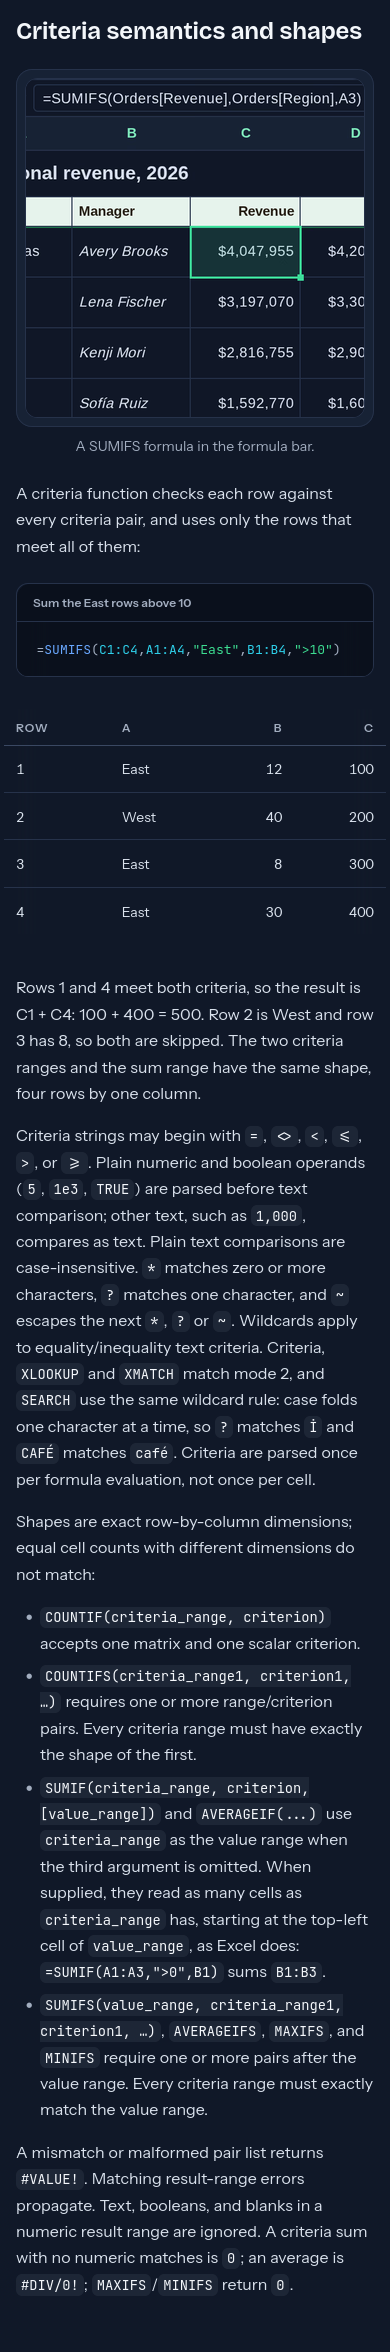 Criteria semantics and shapes
=SUMIFS(Orders[Revenue],Orders[Region],A3)
B C D
onal revenue, 2026
Manager Revenue
as Avery Brooks $4,047,955 $4,20
Lena Fischer $3,197,070 $3,30
Kenji Mori $2,816,755 $2,90
Sofía Ruiz $1,592,770 $1,60
A SUMIFS formula in the formula bar.
A criteria function checks each row against
every criteria pair, and uses only the rows that
meet all of them:
Sum the East rows above 10
=SUMIFS(C1:C4,A1:A4,"East",B1:B4,">10")
ROW A B C
1 East 12 100
2 West 40 200
3 East 8 300
4 East 30 400
Rows 1 and 4 meet both criteria, so the result is
C1 + C4: 100 + 400 = 500. Row 2 is West and row
3 has 8, so both are skipped. The two criteria
ranges and the sum range have the same shape,
four rows by one column.
Criteria strings may begin with =, <>, <, <=,
>, or >=. Plain numeric and boolean operands
(5, 1e3, TRUE) are parsed before text
comparison; other text, such as 1,000,
compares as text. Plain text comparisons are
case-insensitive. * matches zero or more
characters, ? matches one character, and ~
escapes the next *, ? or ~. Wildcards apply
to equality/inequality text criteria. Criteria,
XLOOKUP and XMATCH match mode 2, and
SEARCH use the same wildcard rule: case folds
one character at a time, so ? matches İ and
CAFÉ matches café. Criteria are parsed once
per formula evaluation, not once per cell.
Shapes are exact row-by-column dimensions;
equal cell counts with different dimensions do
not match:
• COUNTIF(criteria_range, criterion)
accepts one matrix and one scalar criterion.
• COUNTIFS(criteria_range1, criterion1,
…) requires one or more range/criterion
pairs. Every criteria range must have exactly
the shape of the first.
• SUMIF(criteria_range, criterion,
[value_range]) and AVERAGEIF(...) use
criteria_range as the value range when
the third argument is omitted. When
supplied, they read as many cells as
criteria_range has, starting at the top-left
cell of value_range, as Excel does:
=SUMIF(A1:A3,">0",B1) sums B1:B3.
• SUMIFS(value_range, criteria_range1,
criterion1, …), AVERAGEIFS, MAXIFS, and
MINIFS require one or more pairs after the
value range. Every criteria range must exactly
match the value range.
A mismatch or malformed pair list returns
#VALUE!. Matching result-range errors
propagate. Text, booleans, and blanks in a
numeric result range are ignored. A criteria sum
with no numeric matches is 0; an average is
#DIV/0!; MAXIFS/MINIFS return 0.